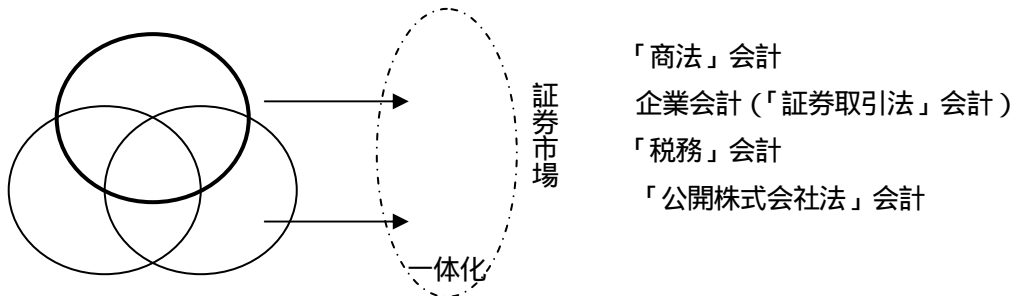 証券市場
一体化
「商法」会計
企業会計(「証券取引法」会計)
「税務」会計
「公開株式会社法」会計